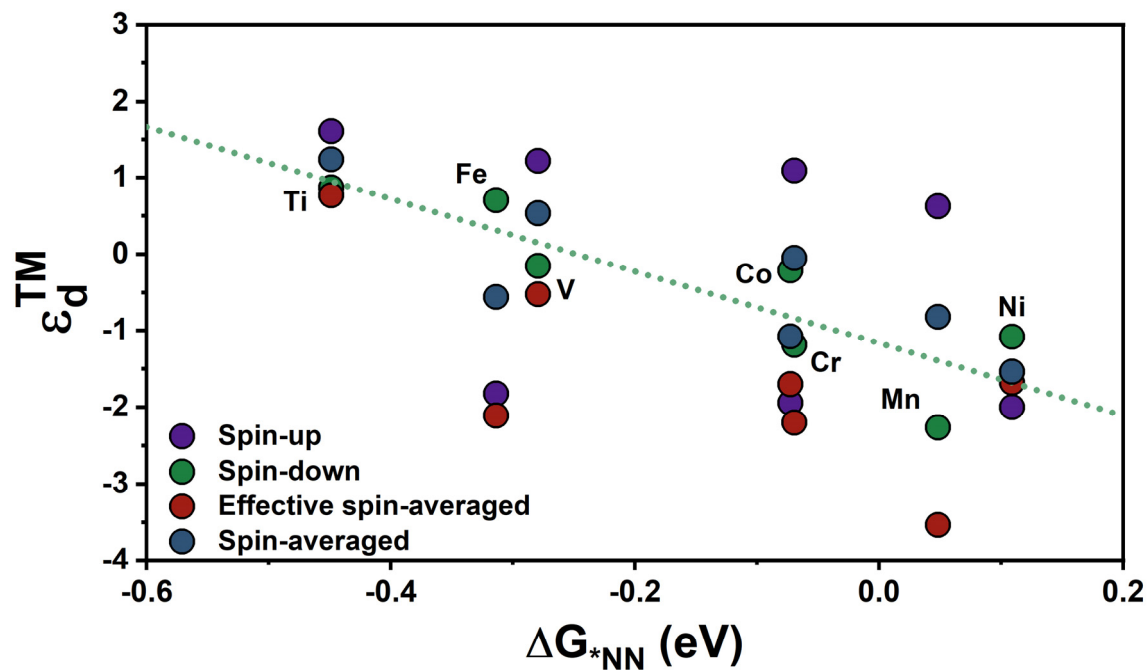 3
2
1
0
-1
-2
-3
-4
ε_d^TM
Ti
Fe
V
Co
Cr
Mn
Ni
Spin-up
Spin-down
Effective spin-averaged
Spin-averaged
-0.6 -0.4 -0.2 0.0 0.2
ΔG*NN (eV)